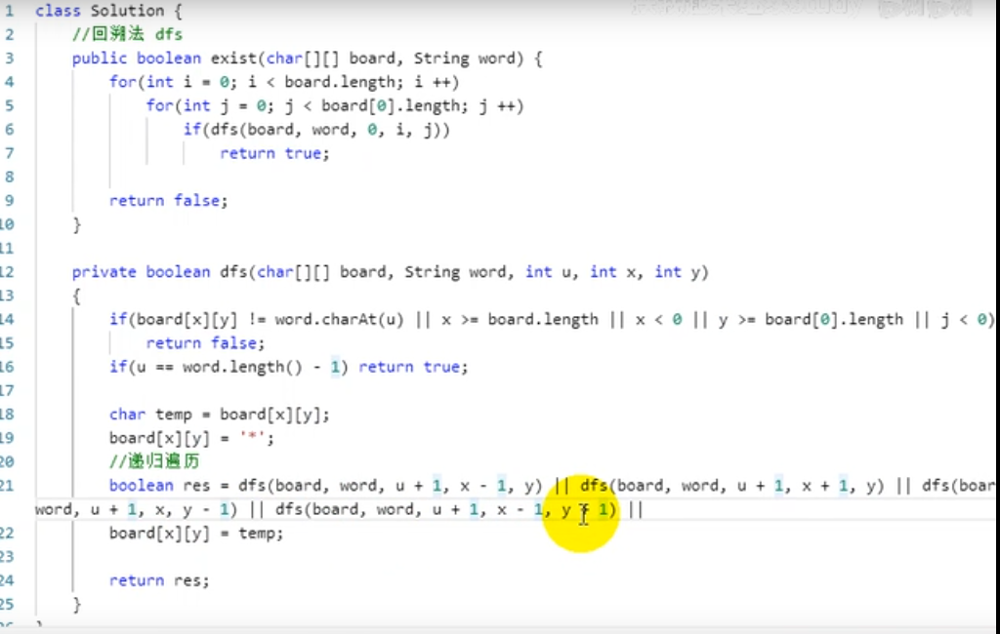 1 class Solution {
2 //回溯法 dfs
3 public boolean exist(char[][] board, String word) {
4 for(int i = 0; i < board.length; i ++)
5 for(int j = 0; j < board[0].length; j ++)
6 if(dfs(board, word, 0, i, j))
7 return true;
8
9 return false;
10 }
11
12 private boolean dfs(char[][] board, String word, int u, int x, int y)
13 {
14 if(board[x][y] != word.charAt(u) || x >= board.length || x < 0 || y >= board[0].length || j < 0)
15 return false;
16 if(u == word.length() - 1) return true;
17
18 char temp = board[x][y];
19 board[x][y] = '*';
20 //递归遍历
21 boolean res = dfs(board, word, u + 1, x - 1, y) || dfs(board, word, u + 1, x + 1, y) || dfs(boar
word, u + 1, x, y - 1) || dfs(board, word, u + 1, x - 1, y + 1) ||
22 board[x][y] = temp;
23
24 return res;
25 }